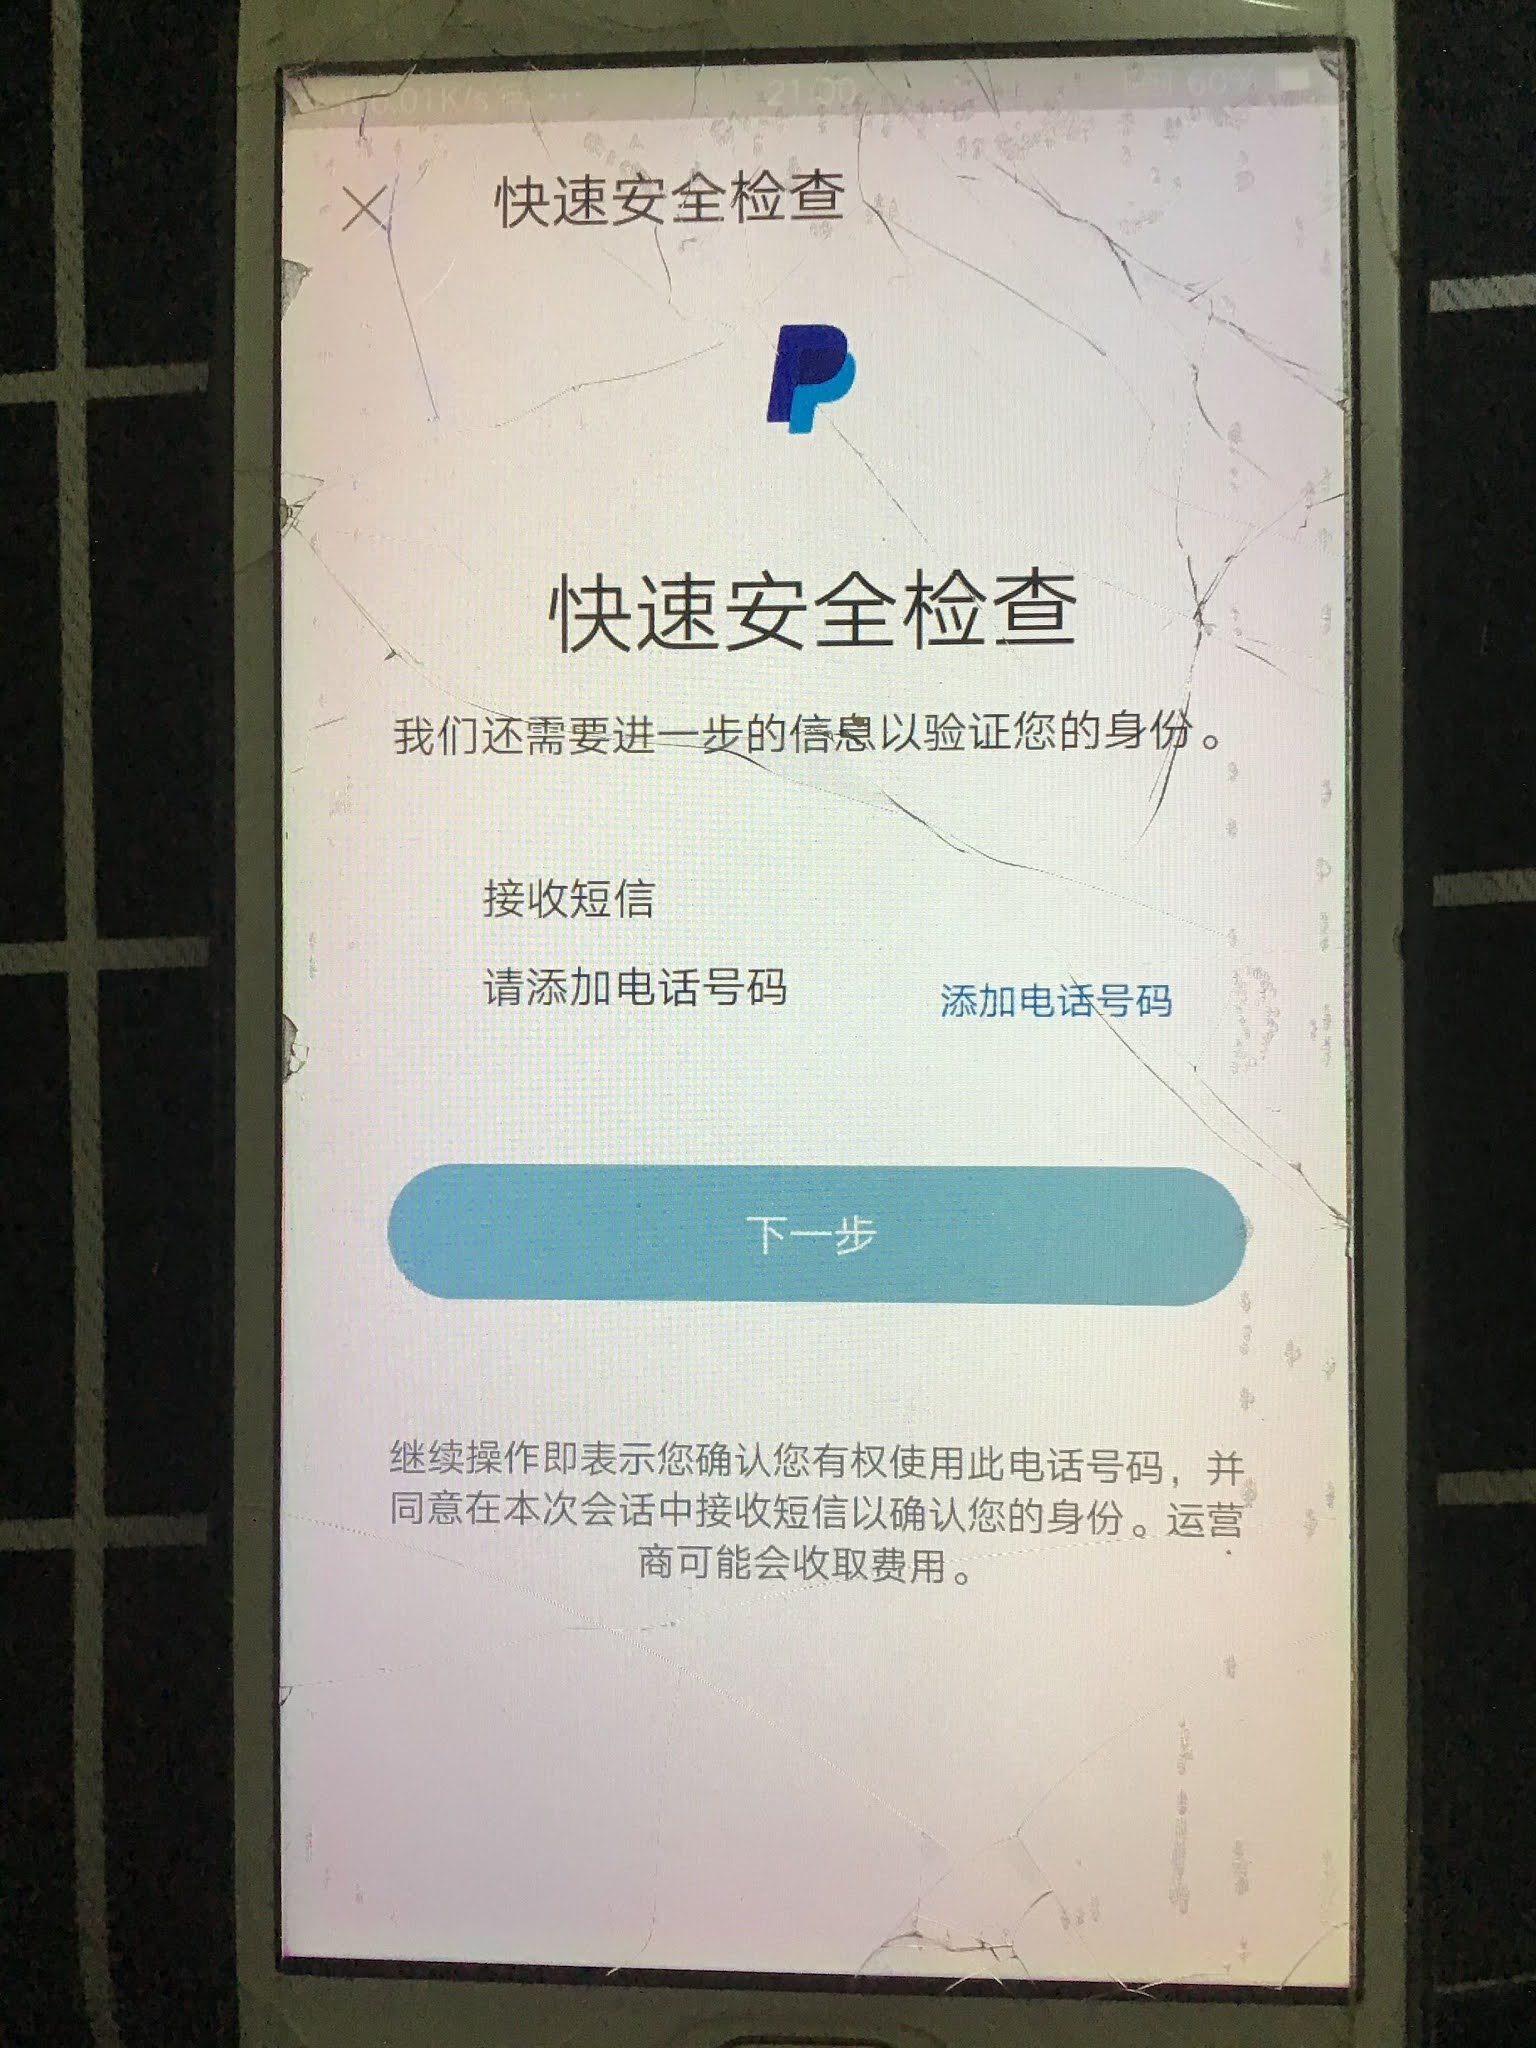 .01K/s
21:00
60%
快速安全检查
快速安全检查
我们还需要进一步的信息以验证您的身份。
接收短信
请添加电话号码
添加电话号码
下一步
继续操作即表示您确认您有权使用此电话号码，并
同意在本次会话中接收短信以确认您的身份。运营
商可能会收取费用。